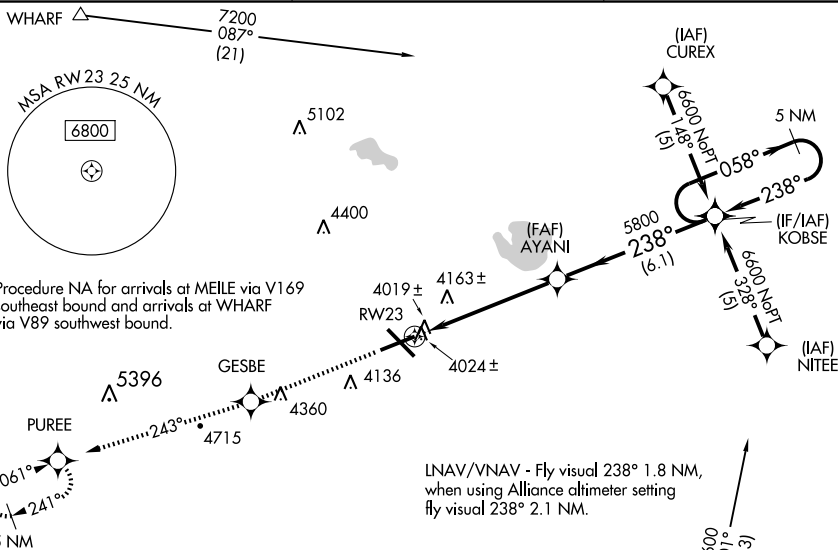 WHARF
7200
087°
(21)
(IAF)
CUREX
MSA RW 23 25 NM
6800
5102
6600 NoPT
148°
(5)
5 NM
058°
238°
4400
(FAF)
AYANI
5800
238°
(6.1)
(IF/IAF)
KOBSE
Procedure NA for arrivals at MEILE via V169
southeast bound and arrivals at WHARF
via V89 southwest bound.
4019±
4163±
6600 NoPT
328°
(5)
RW23
(IAF)
NITEE
GESBE
4136
4024±
5396
4360
PUREE
243°
4715
061°
241°
NM
LNAV/VNAV - Fly visual 238° 1.8 NM,
when using Alliance altimeter setting
fly visual 238° 2.1 NM.